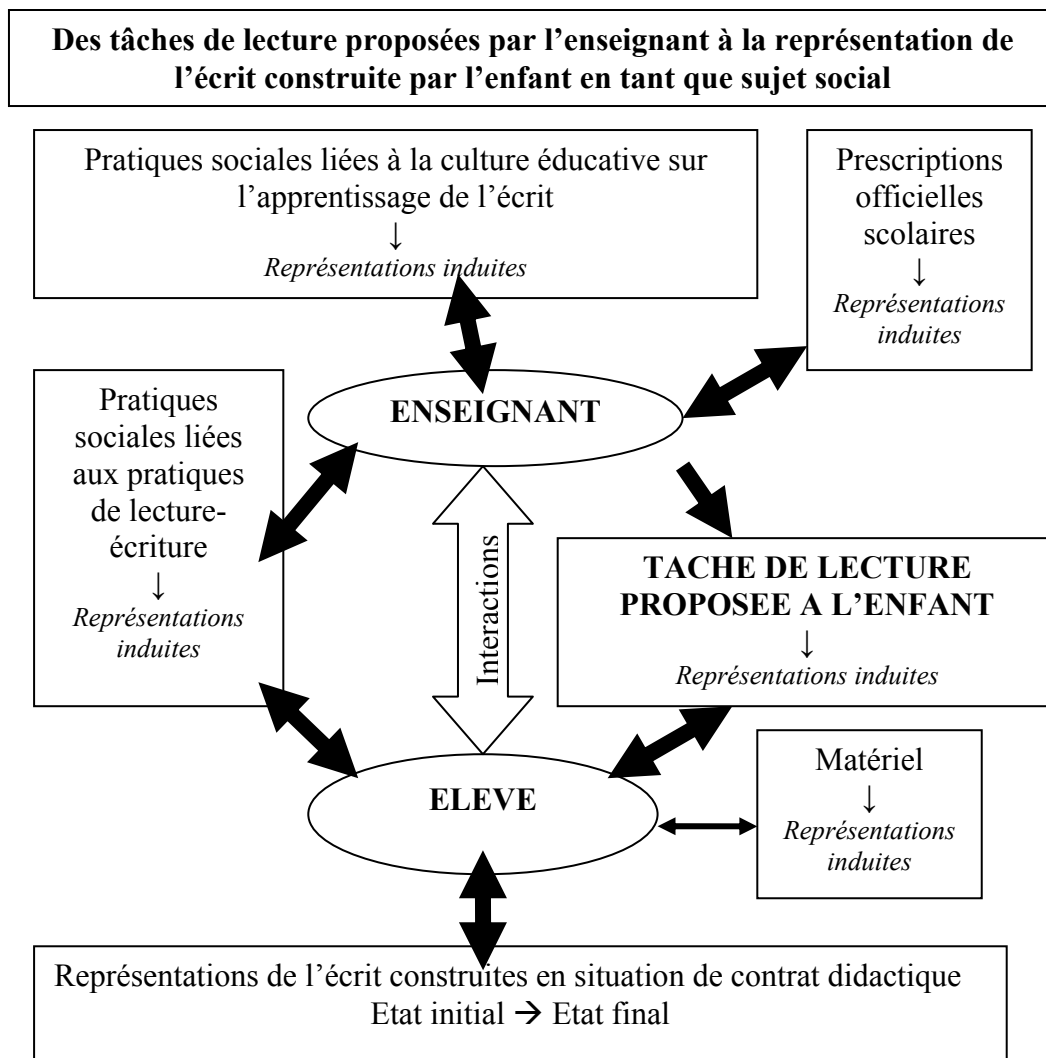 Des tâches de lecture proposées par l’enseignant à la représentation de
l’écrit construite par l’enfant en tant que sujet social
Pratiques sociales liées à la culture éducative sur
l’apprentissage de l’écrit
↓
Représentations induites
Prescriptions
officielles
scolaires
↓
Représentations
induites
ENSEIGNANT
Pratiques
sociales liées
aux pratiques
de lecture-
écriture
↓
Représentations
induites
Interactions
TACHE DE LECTURE
PROPOSEE A L’ENFANT
↓
Représentations induites
ELEVE
Matériel
↓
Représentations
induites
Représentations de l’écrit construites en situation de contrat didactique
Etat initial → Etat final